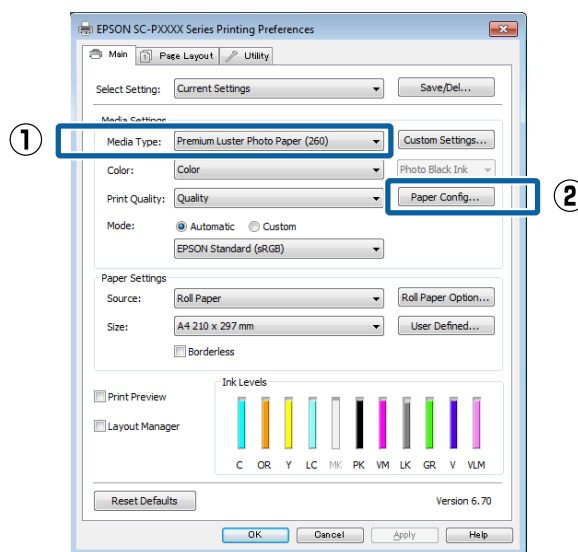 EPSON SC-PXXXX Series Printing Preferences
Main Page Layout Utility
Select Setting: Current Settings Save/Del...
Media Settings
① Media Type: Premium Luster Photo Paper (260) Custom Settings...
Color: Color Photo Black Ink
Print Quality: Quality Paper Config... ②
Mode: Automatic Custom
EPSON Standard (sRGB)
Paper Settings
Source: Roll Paper Roll Paper Option...
Size: A4 210 x 297 mm User Defined...
Borderless
Ink Levels
Print Preview
Layout Manager
C OR Y LC MK PK VM LK GR V VLM
Reset Defaults Version 6.70
OK Cancel Apply Help